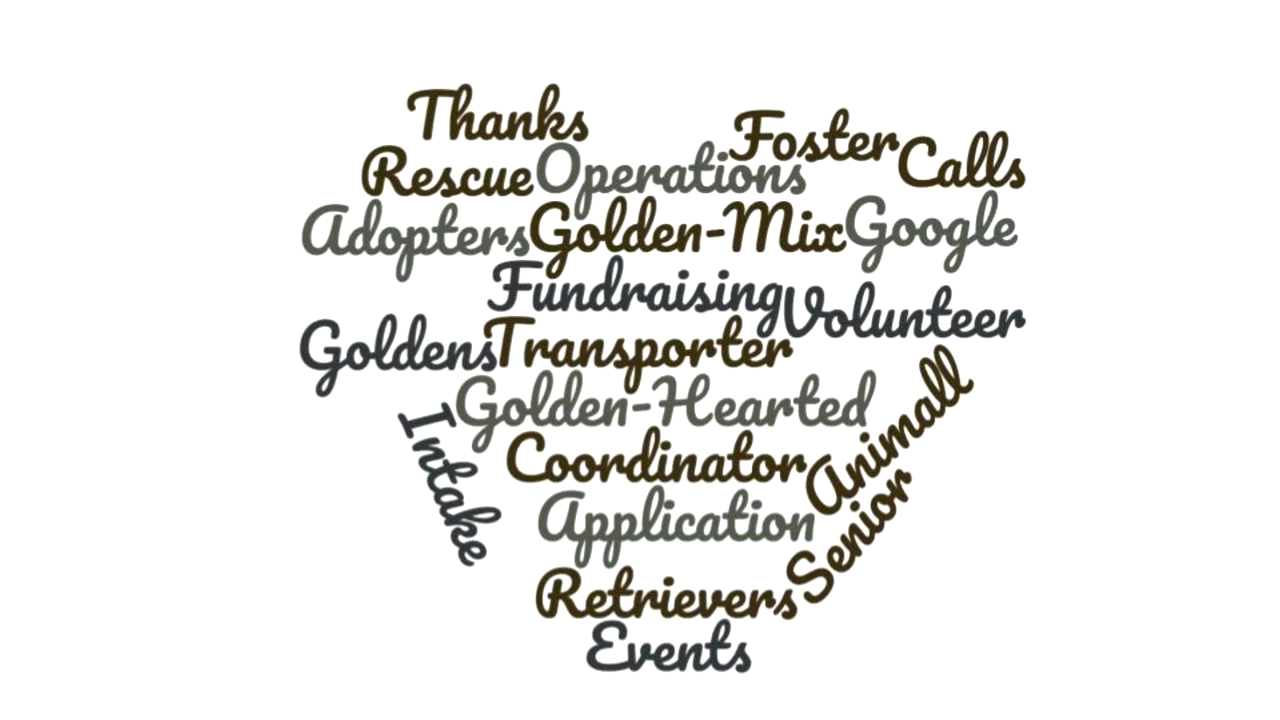 Thanks
Foster
Calls
Rescue
Operations
Adopters
Golden-Mix
Google
Fundraising
Volunteer
Goldens
Transporter
Golden-Hearted
Intake
Coordinator
Animall
Application
Senior
Retrievers
Events